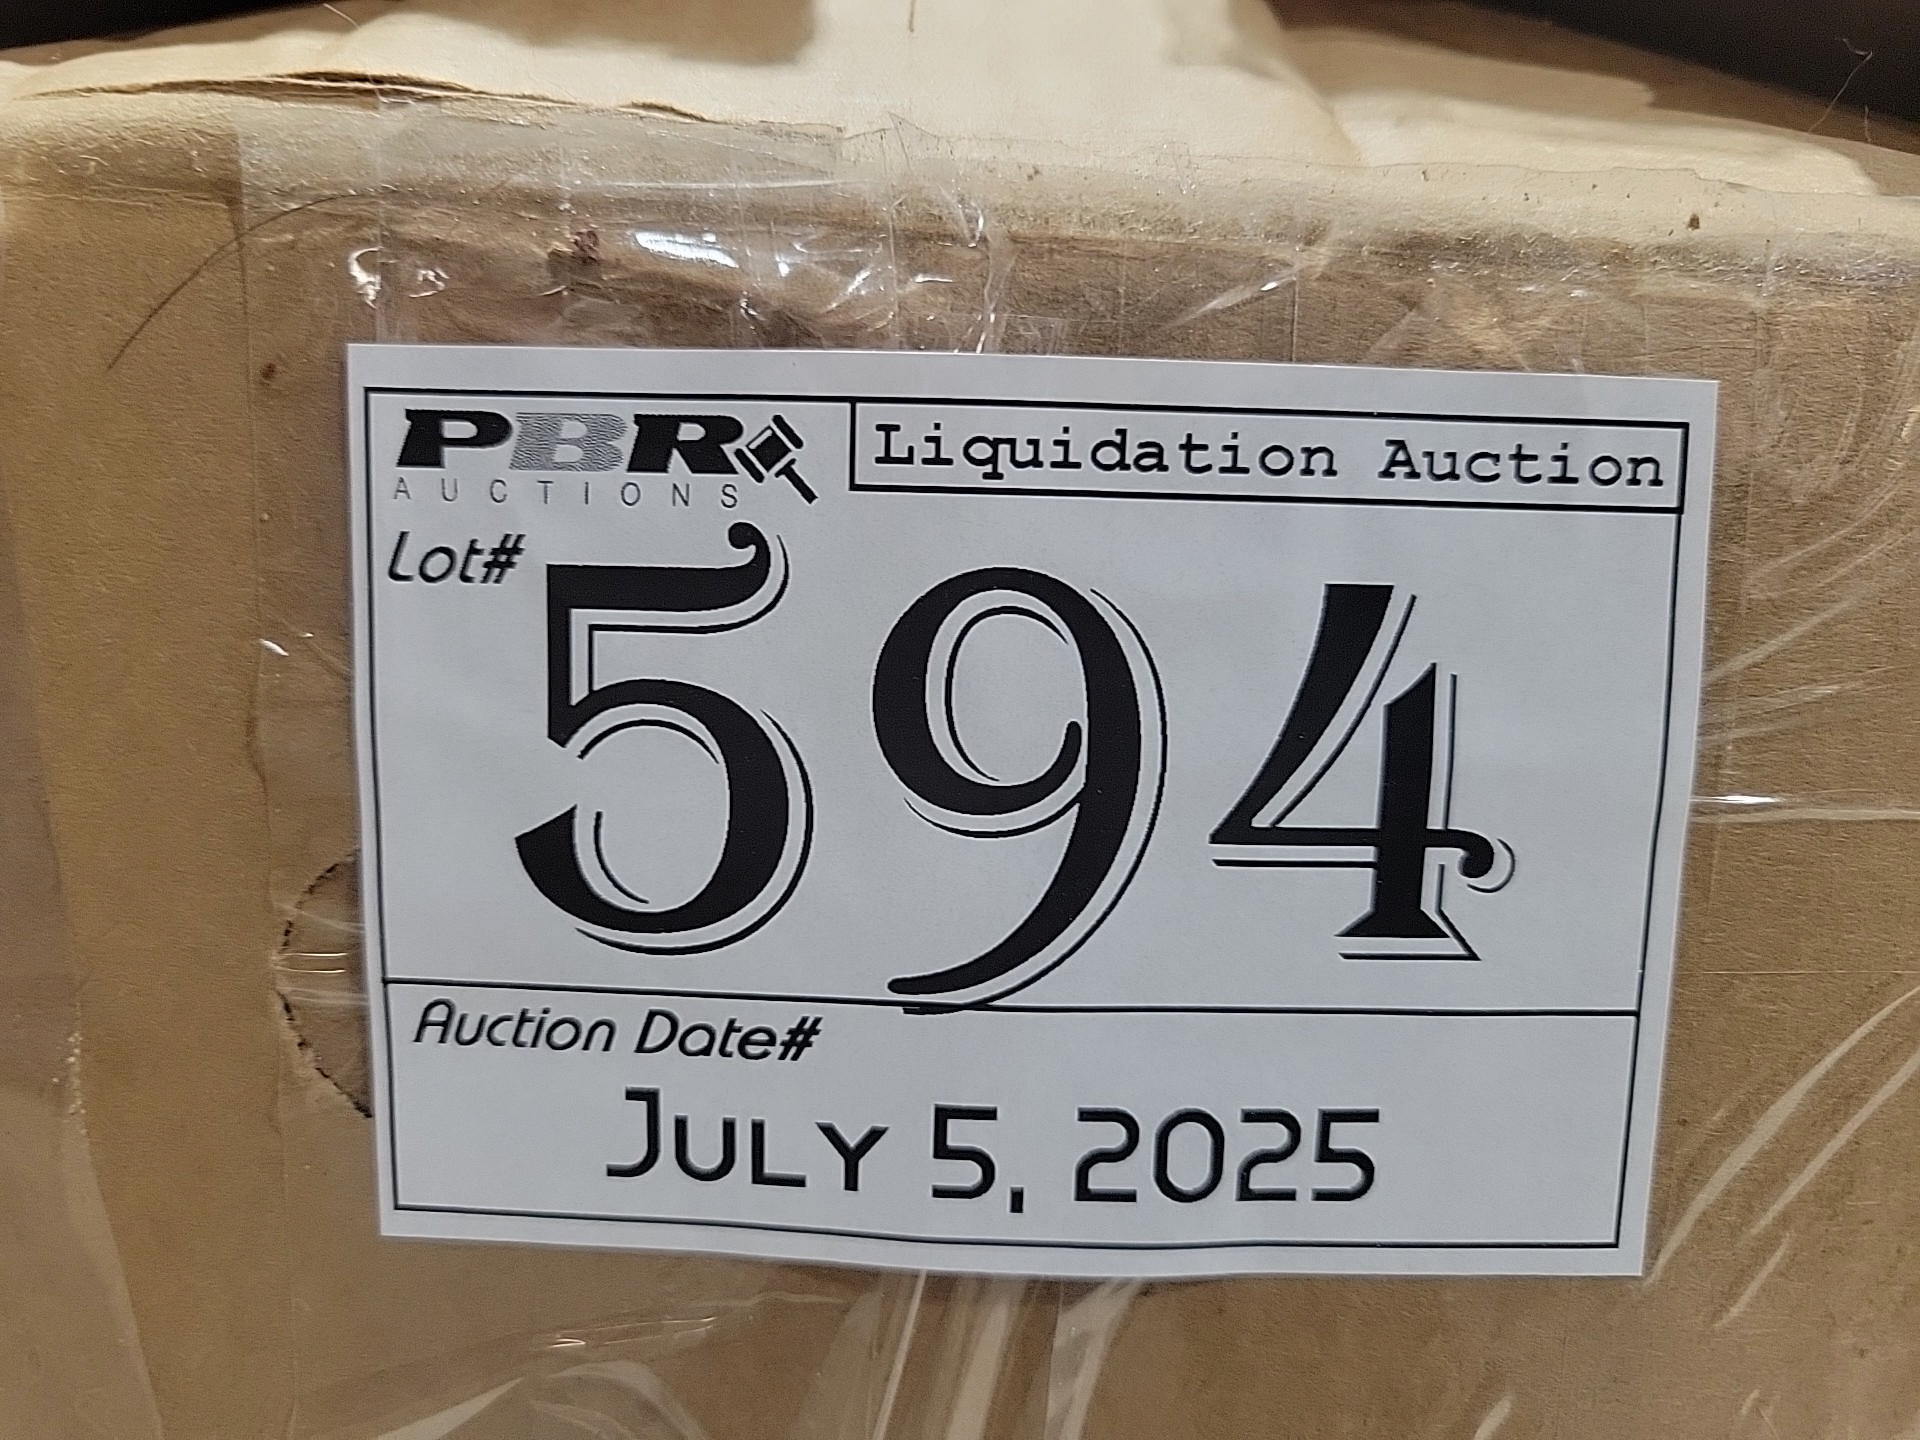 PBR
AUCTIONS
Liquidation Auction
Lot#
594
Auction Date#
July 5, 2025